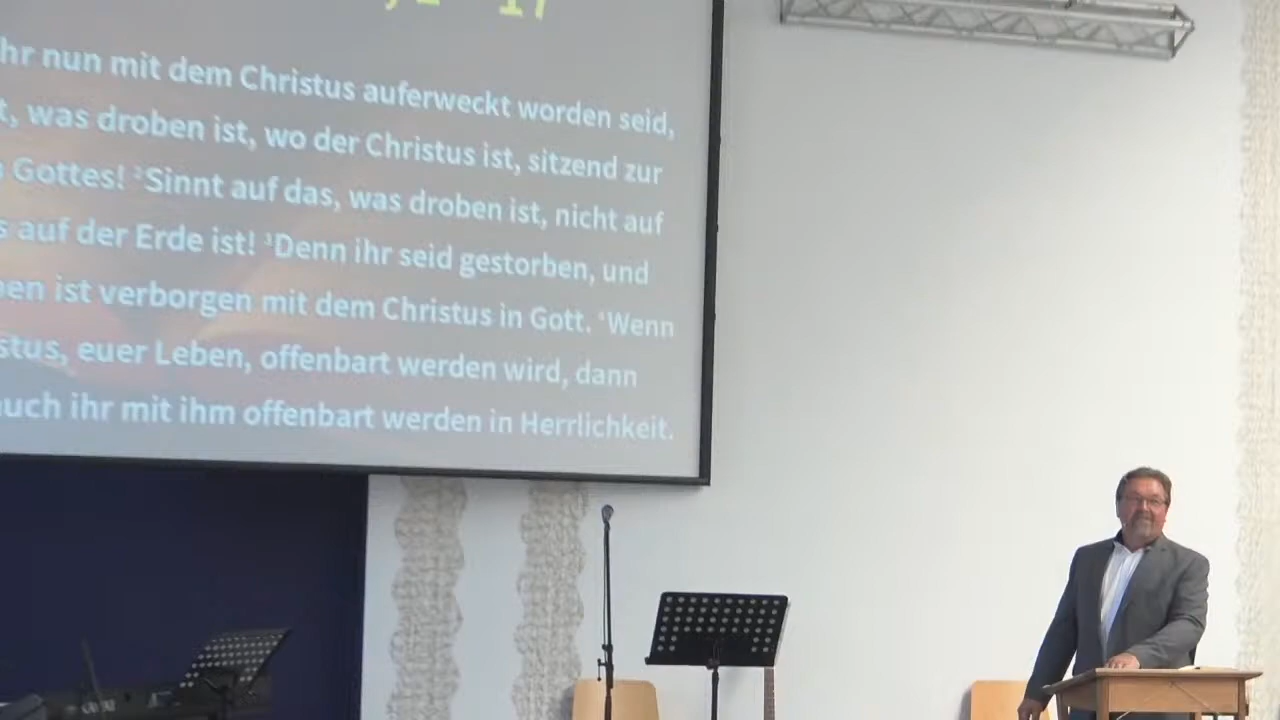 17
hr nun mit dem Christus auferweckt worden seid,
t, was droben ist, wo der Christus ist, sitzend zur
Gottes! ²Sinnt auf das, was droben ist, nicht auf
s auf der Erde ist! ³Denn ihr seid gestorben, und
en ist verborgen mit dem Christus in Gott. ⁴Wenn
stus, euer Leben, offenbart werden wird, dann
auch ihr mit ihm offenbart werden in Herrlichkeit.